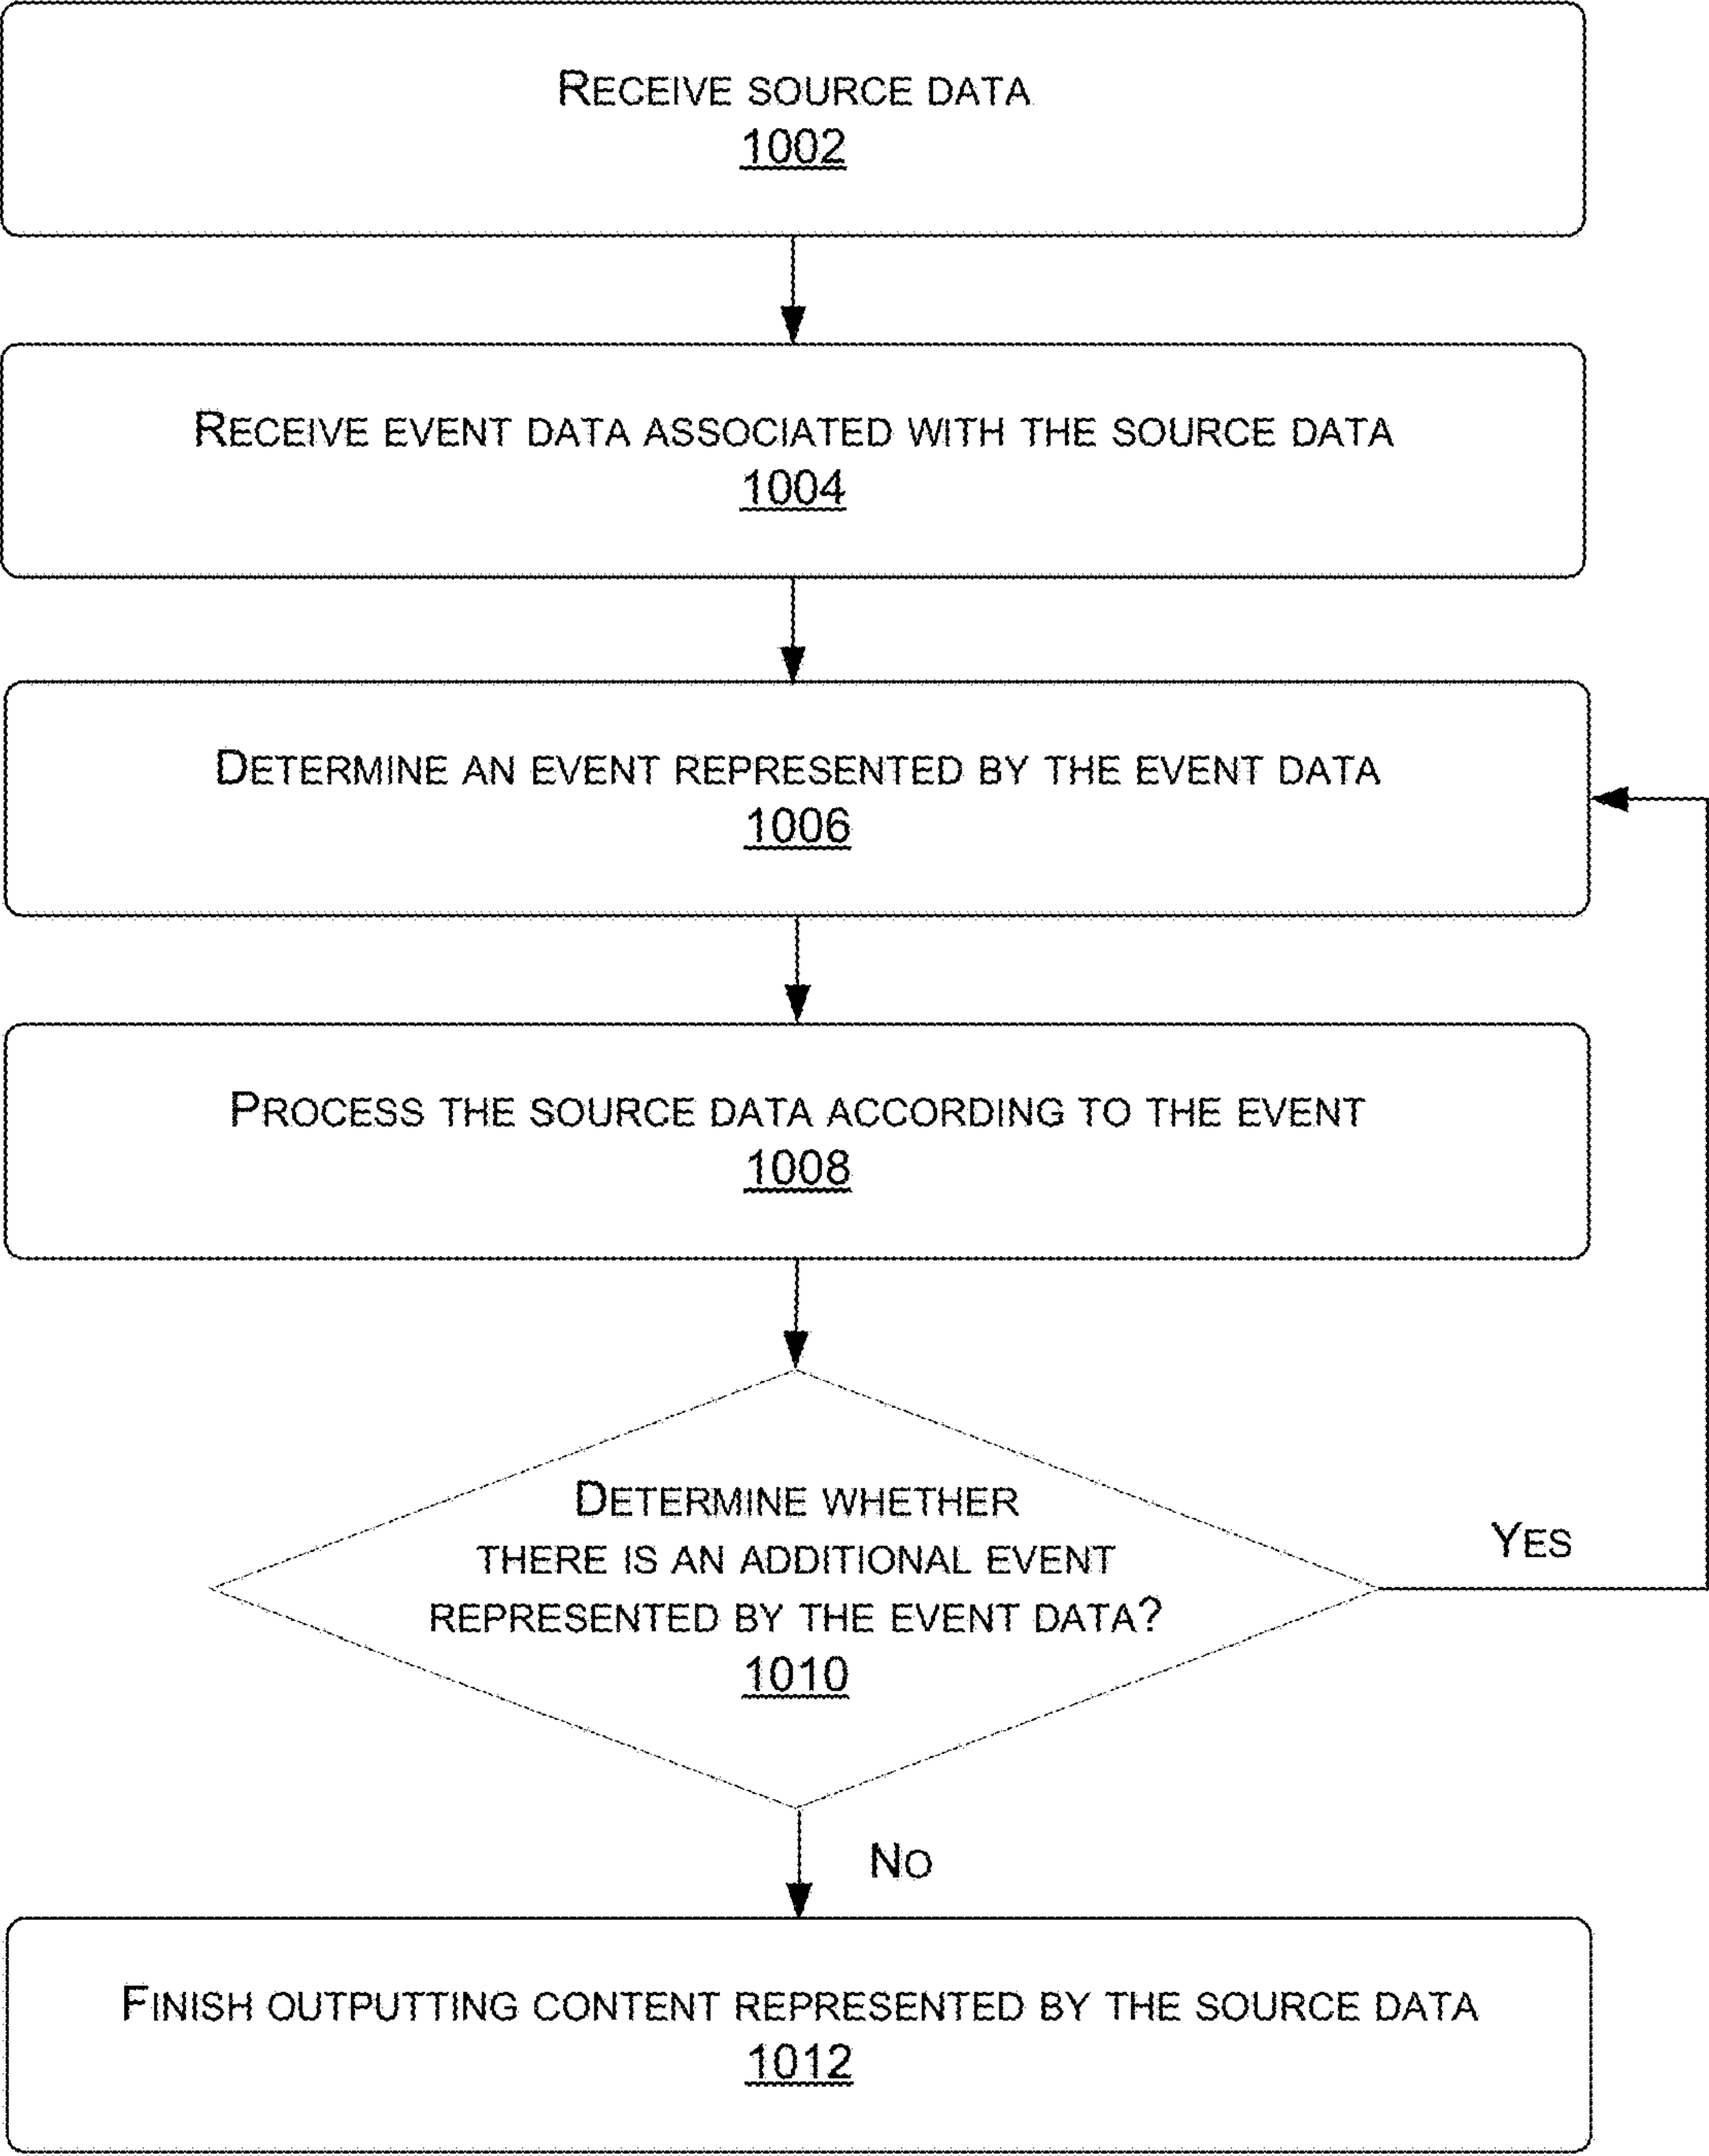 RECEIVE SOURCE DATA
1002
RECEIVE EVENT DATA ASSOCIATED WITH THE SOURCE DATA
1004
DETERMINE AN EVENT REPRESENTED BY THE EVENT DATA
1006
PROCESS THE SOURCE DATA ACCORDING TO THE EVENT
1008
DETERMINE WHETHER
THERE IS AN ADDITIONAL EVENT
REPRESENTED BY THE EVENT DATA?
1010
YES
NO
FINISH OUTPUTTING CONTENT REPRESENTED BY THE SOURCE DATA
1012